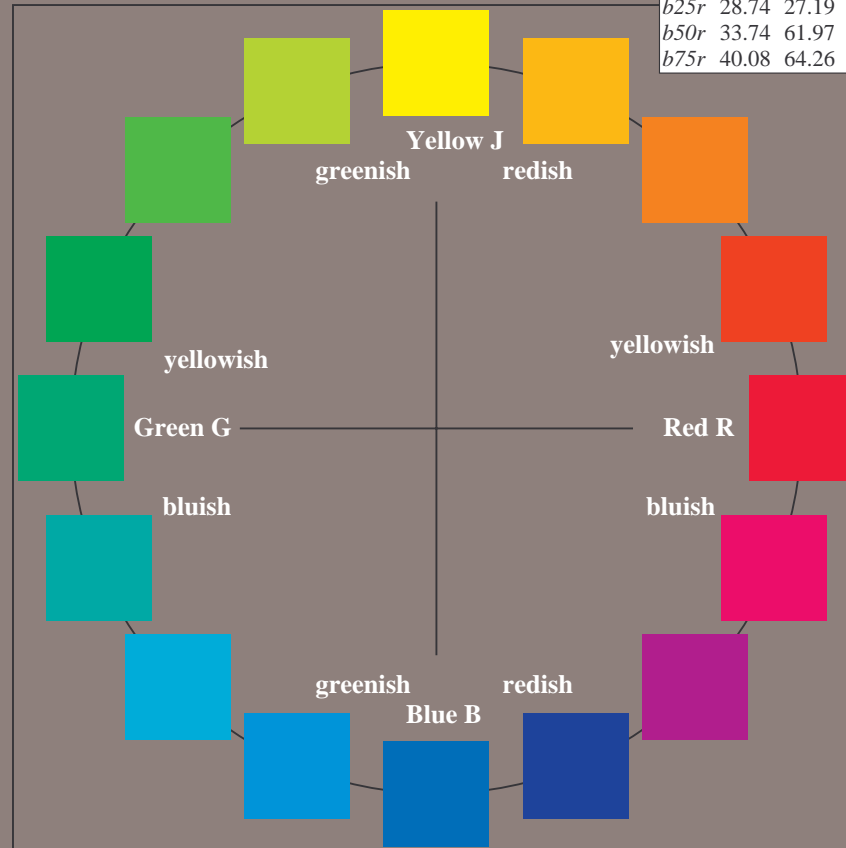 b25r 28.74 27.19
b50r 33.74 61.97
b75r 40.08 64.26
Yellow J
greenish redish
yellowish yellowish
Green G Red R
bluish bluish
greenish redish
Blue B